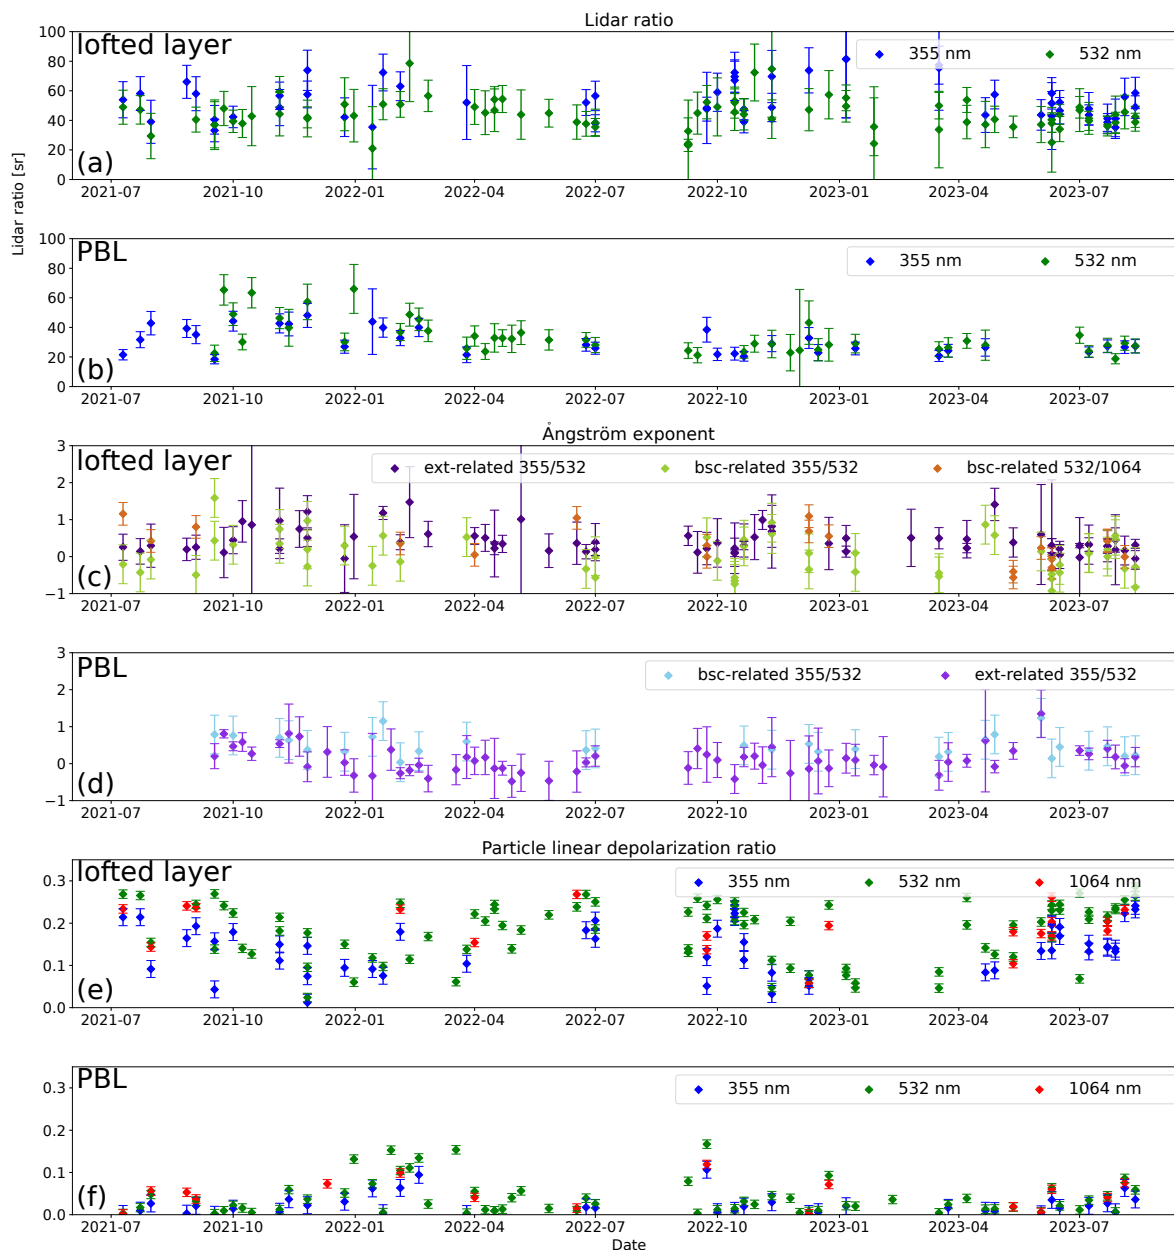 Lidar ratio
lofted layer
355 nm 532 nm
100
80
60
40
20
0
(a)
2021-07 2021-10 2022-01 2022-04 2022-07 2022-10 2023-01 2023-04 2023-07
Lidar ratio [sr]
PBL
355 nm 532 nm
100
80
60
40
20
0
(b)
2021-07 2021-10 2022-01 2022-04 2022-07 2022-10 2023-01 2023-04 2023-07
Ångström exponent
lofted layer
ext-related 355/532 bsc-related 355/532 bsc-related 532/1064
3
2
1
0
−1
(c)
2021-07 2021-10 2022-01 2022-04 2022-07 2022-10 2023-01 2023-04 2023-07
PBL
bsc-related 355/532 ext-related 355/532
3
2
1
0
−1
(d)
2021-07 2021-10 2022-01 2022-04 2022-07 2022-10 2023-01 2023-04 2023-07
Particle linear depolarization ratio
lofted layer
355 nm 532 nm 1064 nm
0.3
0.2
0.1
0.0
(e)
2021-07 2021-10 2022-01 2022-04 2022-07 2022-10 2023-01 2023-04 2023-07
PBL
355 nm 532 nm 1064 nm
0.3
0.2
0.1
0.0
(f)
2021-07 2021-10 2022-01 2022-04 2022-07 2022-10 2023-01 2023-04 2023-07
Date